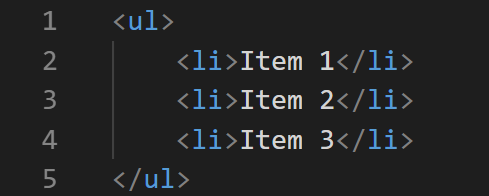 1 <ul>
2     <li>Item 1</li>
3     <li>Item 2</li>
4     <li>Item 3</li>
5 </ul>